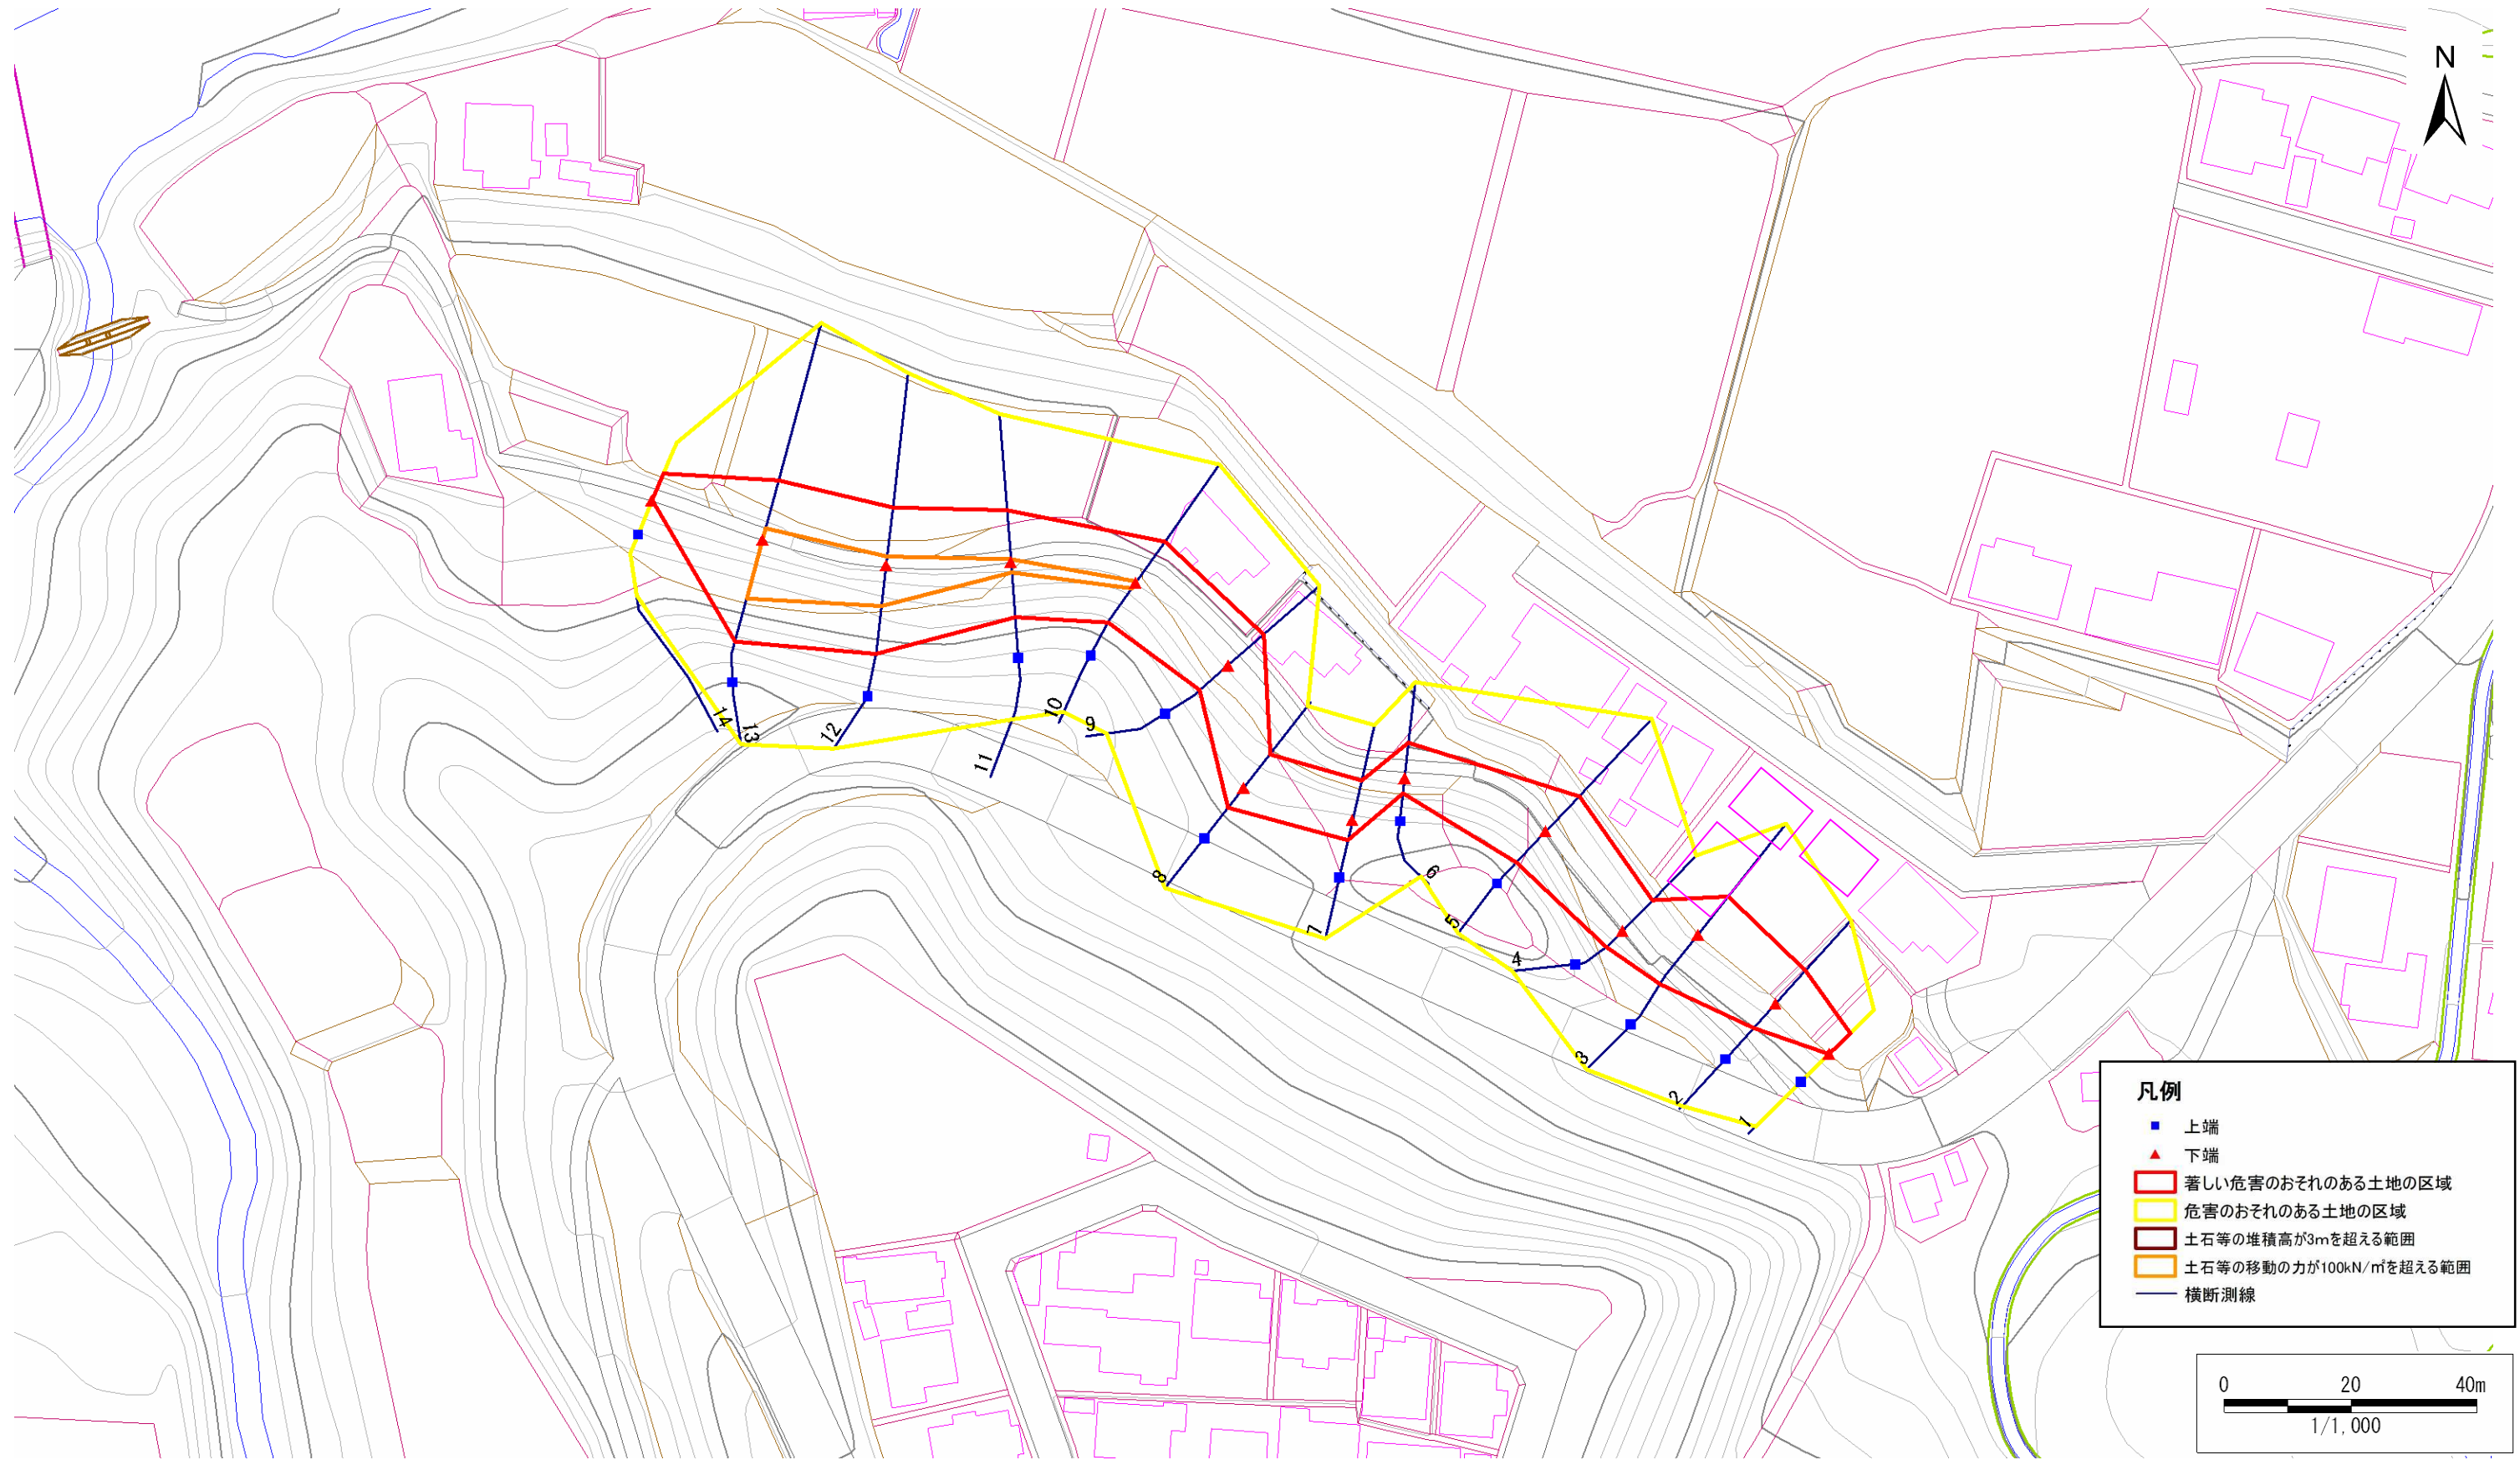 N
14
13
12
11
10
9
8
7
6
5
4
3
2
1
凡例
上端
下端
著しい危害のおそれのある土地の区域
危害のおそれのある土地の区域
土石等の堆積高が3mを超える範囲
土石等の移動の力が100kN/㎡を超える範囲
横断測線
0 20 40m
1/1,000